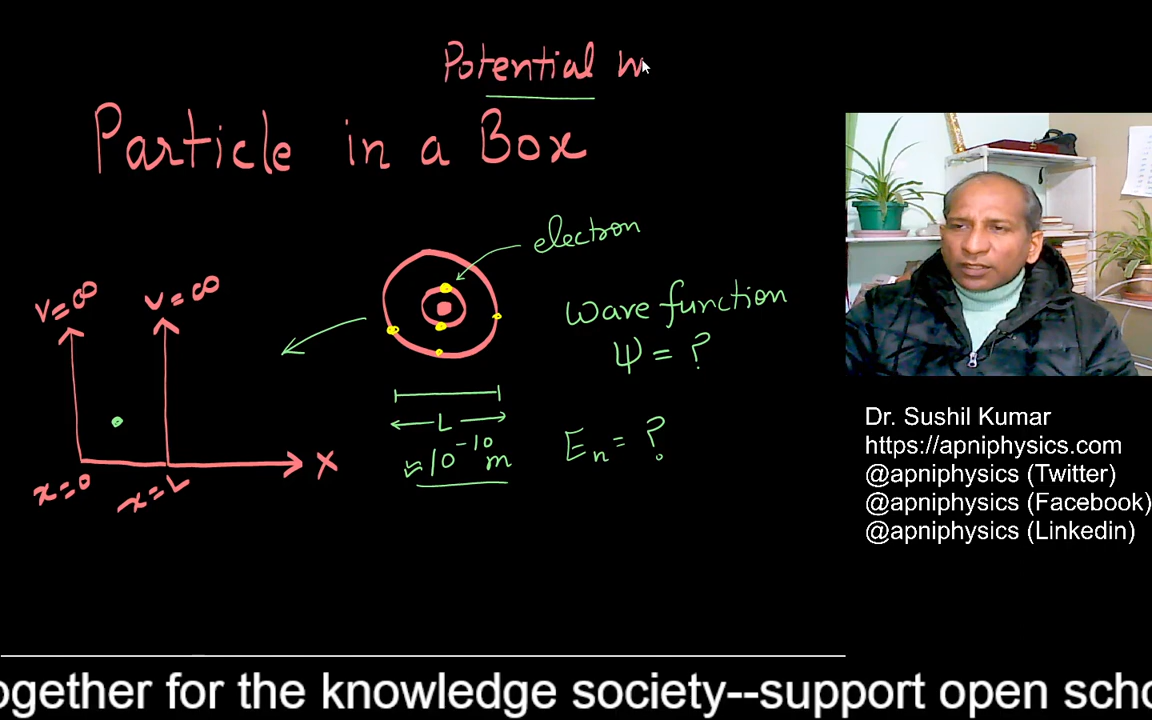 Potential
Particle in a Box
electron
V=∞
V=∞
wave function
ψ = ?
L
≈10⁻¹⁰ m
En = ?
X
x=0
x=L
Dr. Sushil Kumar
https://apniphysics.com
@apniphysics (Twitter)
@apniphysics (Facebook)
@apniphysics (Linkedin)
ogether for the knowledge society--support open scho